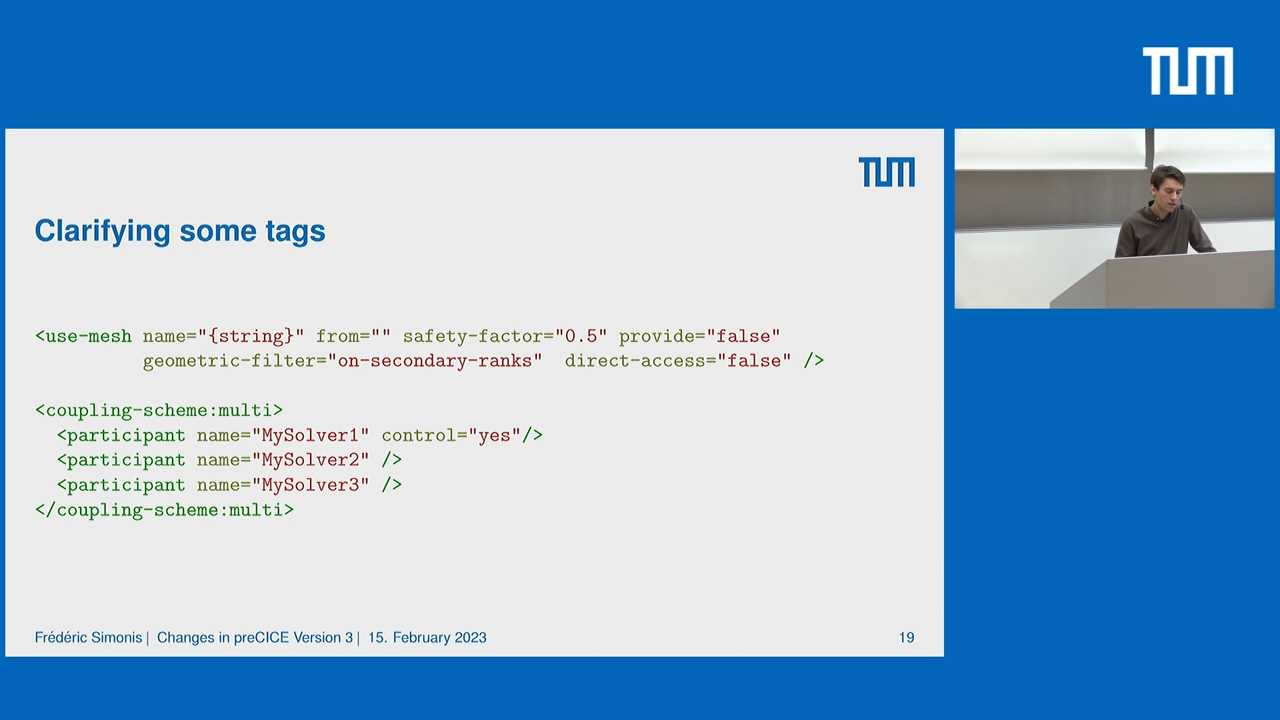 TUM
TUM
Clarifying some tags
<use-mesh name="{string}" from="" safety-factor="0.5" provide="false"
geometric-filter="on-secondary-ranks" direct-access="false" />
<coupling-scheme:multi>
<participant name="MySolver1" control="yes"/>
<participant name="MySolver2" />
<participant name="MySolver3" />
</coupling-scheme:multi>
Frédéric Simonis | Changes in preCICE Version 3 | 15. February 2023
19